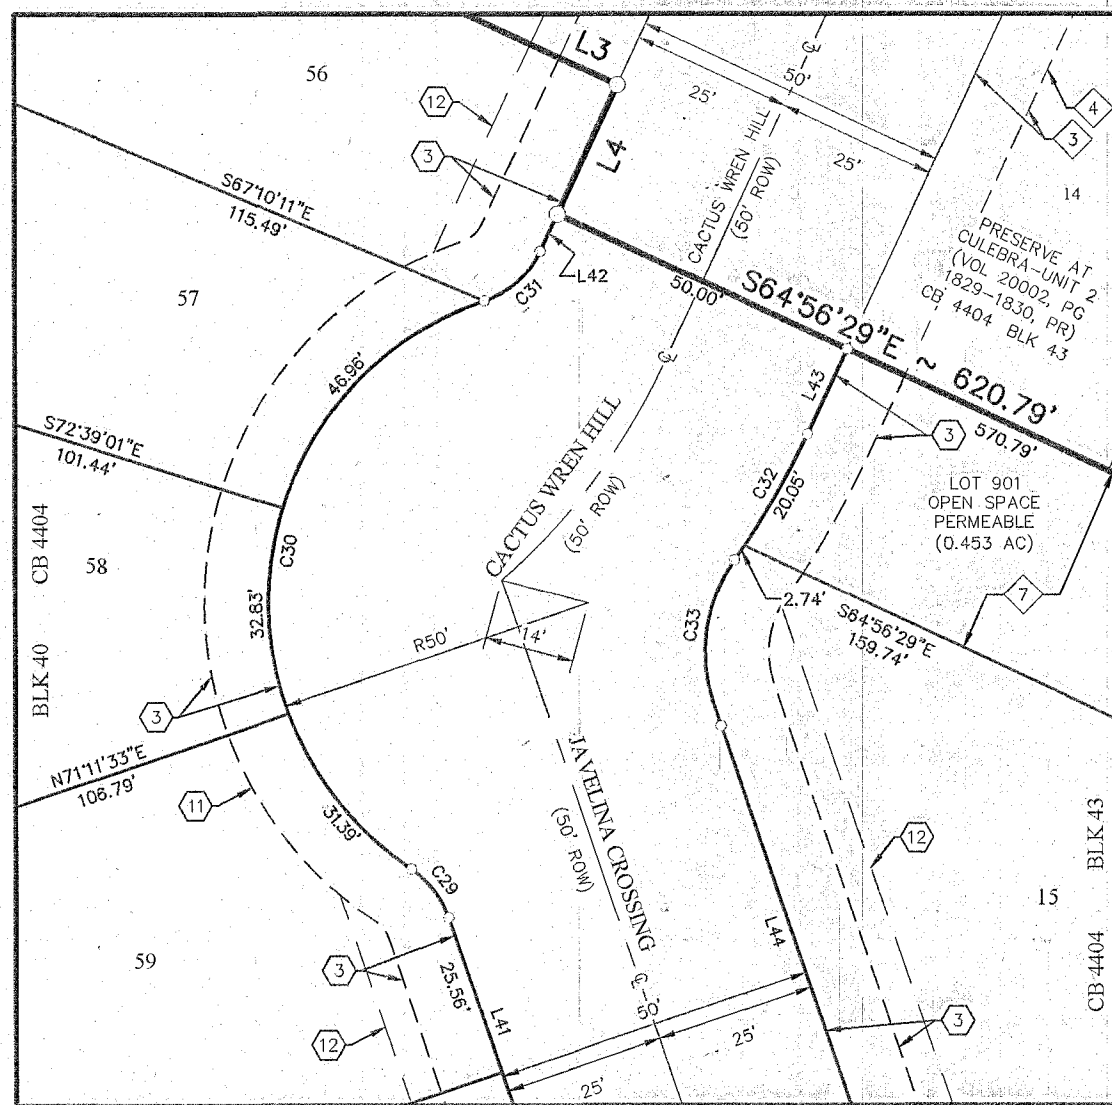 L3
56
12
3
50'
25'
25'
CACTUS WREN HILL
(50' ROW)
4
3
14
PRESERVE AT
CULEBRA-UNIT 2
(VOL 20002, PG
1829-1830, PR)
CB 4404 BLK 43
L4
S67°10'11"E
115.49'
57
C31
L42
50.00'
S64°56'29"E ~ 620.79'
570.79'
46.96'
L43
3
S72°39'01"E
101.44'
CACTUS WREN HILL
(50' ROW)
C32
20.05'
LOT 901
OPEN SPACE
PERMEABLE
(0.453 AC)
7
BLK 40 CB 4404
58
C30
32.83'
2.74'
S64°56'29"E
159.74'
C33
R50'
14'
3
N71°11'33"E
106.79'
11
31.39'
C29
JAVELINA CROSSING
(50' ROW)
12
15
CB 4404 BLK 43
59
3
25.56'
L41
L44
12
50'
25'
25'
3